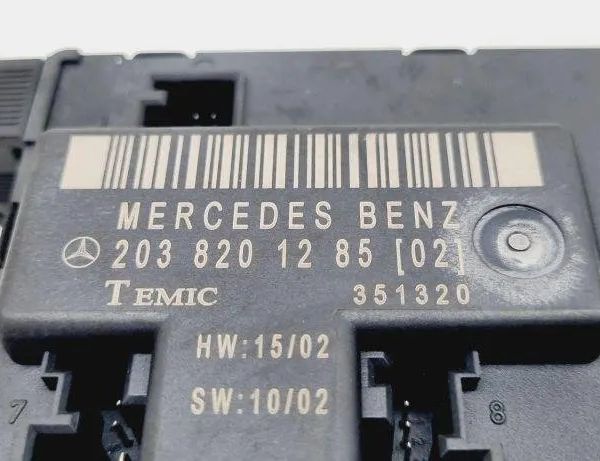 MERCEDES BENZ
203 820 12 85 [02]
TEMIC 351320
HW:15/02
SW:10/02
7 8